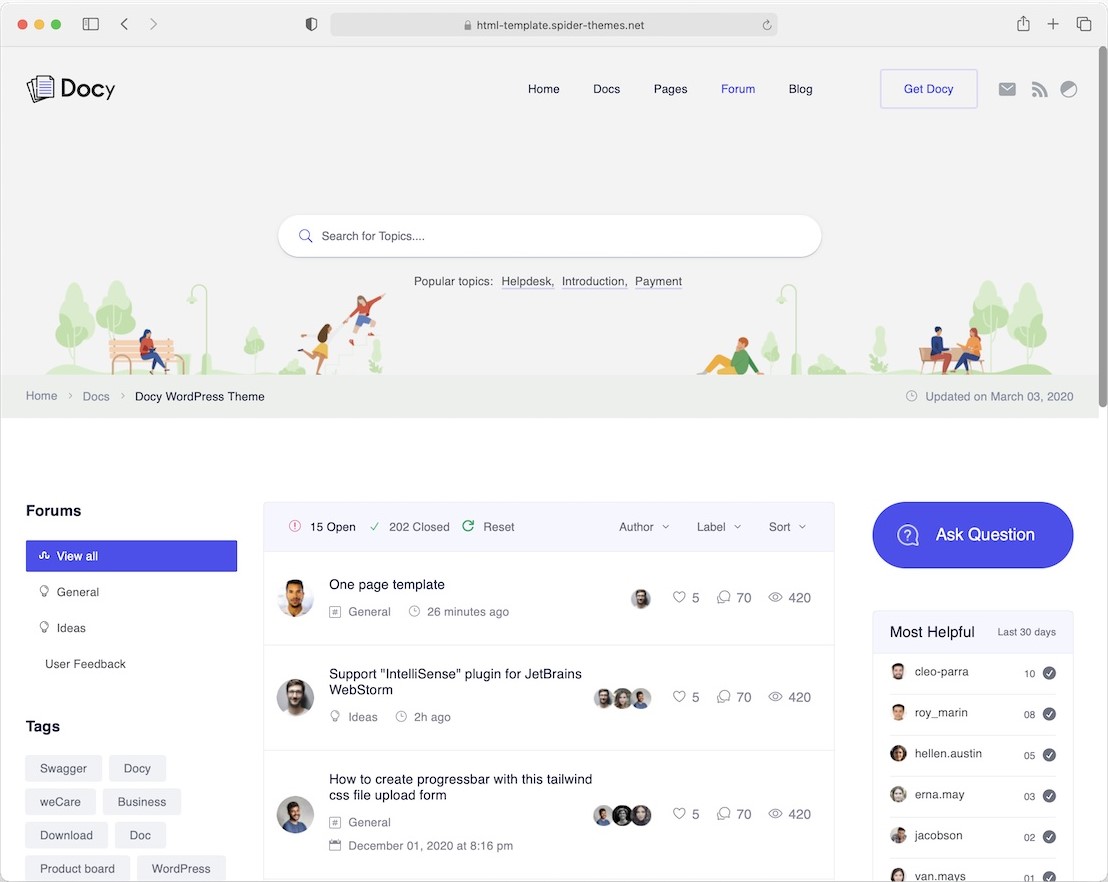 html-template.spider-themes.net
Docy
Home Docs Pages Forum Blog Get Docy
Search for Topics....
Popular topics: Helpdesk, Introduction, Payment
Home > Docs > Docy WordPress Theme
Updated on March 03, 2020
Forums
View all
General
Ideas
User Feedback
Tags
Swagger Docy
weCare Business
Download Doc
Product board WordPress
15 Open 202 Closed Reset Author Label Sort
One page template
General 26 minutes ago
5 70 420
Support "IntelliSense" plugin for JetBrains
WebStorm
Ideas 2h ago
5 70 420
How to create progressbar with this tailwind
css file upload form
General
December 01, 2020 at 8:16 pm
5 70 420
Ask Question
Most Helpful Last 30 days
cleo-parra 10
roy_marin 08
hellen.austin 05
erna.may 03
jacobson 02
van.mays 01